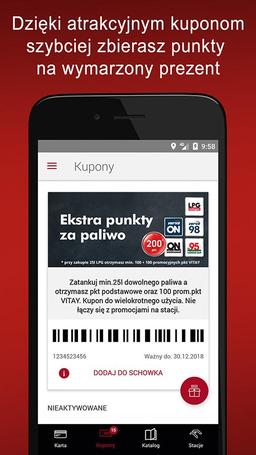 Dzięki atrakcyjnym kuponom
szybciej zbierasz punkty
na wymarzony prezent
9:58
Kupony
Ekstra punkty
za paliwo
200
LPG
ON
98
ON
95
* przy zakupie 25l LPG otrzymasz min. 100 + 100 promocyjnych pkt VITAY
Zatankuj min.25l dowolnego paliwa a
otrzymasz pkt podstawowe oraz 100 prom.pkt
VITAY. Kupon do wielokrotnego użycia. Nie
łączy się z promocjami na stacji.
1234523456
Ważny do: 30.12.2018
DODAJ DO SCHOWKA
NIEAKTYWOWANE
15
Karta
Kupony
Katalog
Stacje